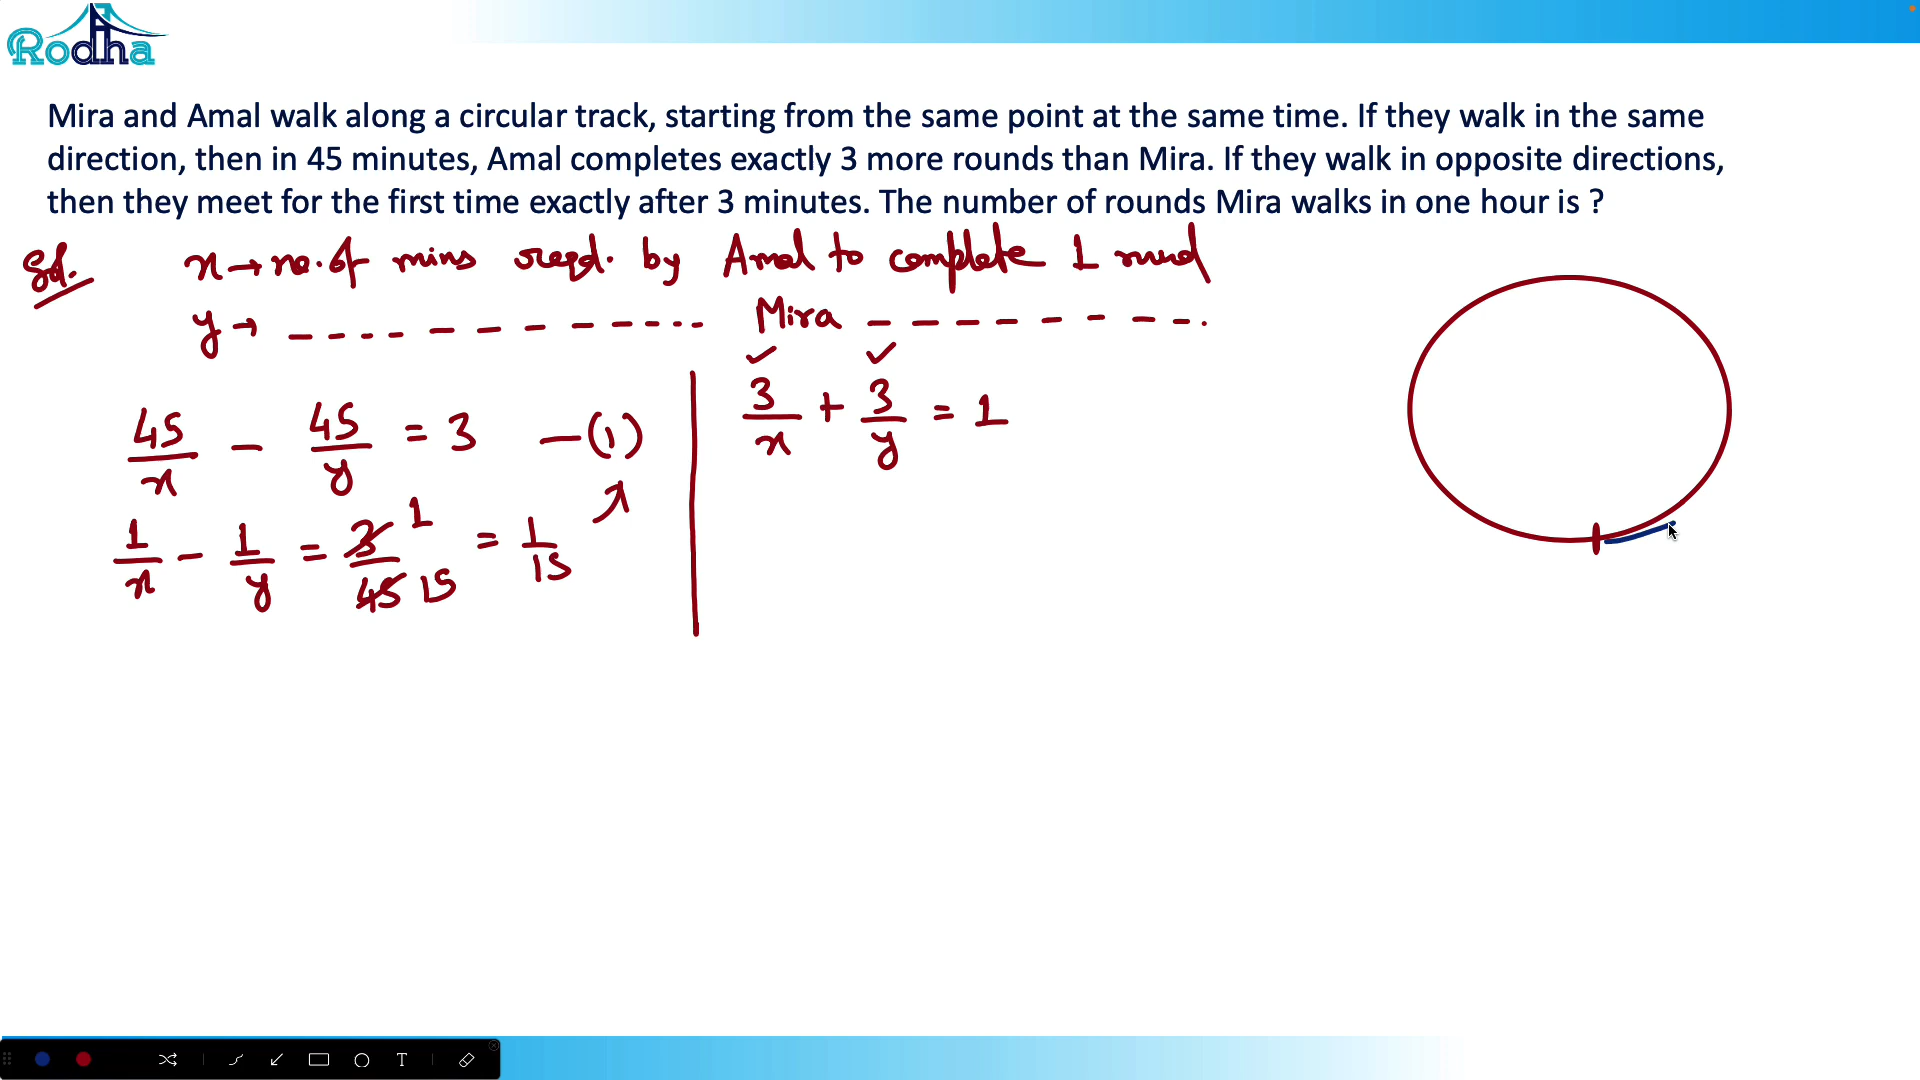 Rodha
Mira and Amal walk along a circular track, starting from the same point at the same time. If they walk in the same
direction, then in 45 minutes, Amal completes exactly 3 more rounds than Mira. If they walk in opposite directions,
then they meet for the first time exactly after 3 minutes. The number of rounds Mira walks in one hour is ?
Sol. x → no. of mins reqd. by Amal to complete 1 round
y → - - - - - - - - - - - - Mira - - - - - - - - - -
45/x - 45/y = 3 - (1)
3/x + 3/y = 1
1/x - 1/y = 3/45 1 15 = 1/15
T